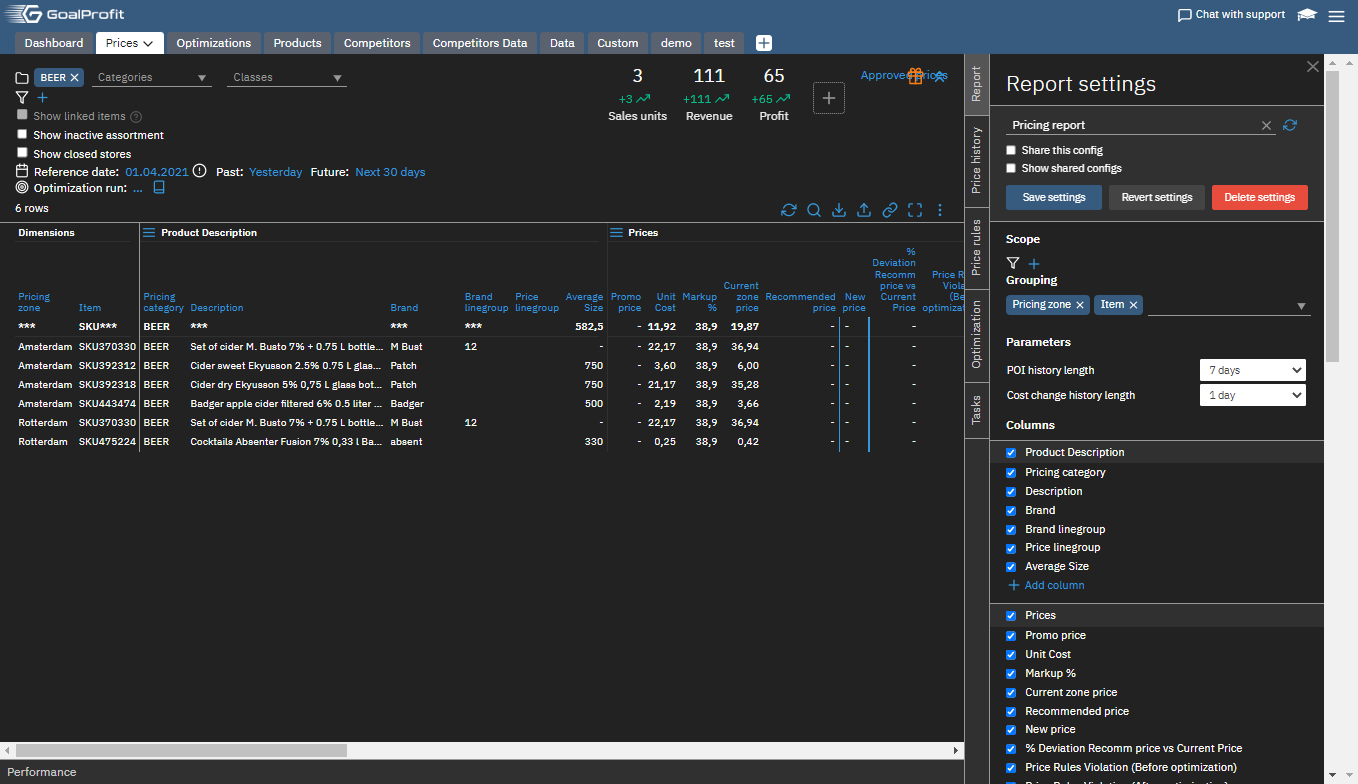 GoalProfit
Chat with support
Dashboard Prices Optimizations Products Competitors Competitors Data Data Custom demo test
BEER Categories Classes
Show linked items
Show inactive assortment
Show closed stores
Reference date: 01.04.2021 Past: Yesterday Future: Next 30 days
Optimization run: ...
6 rows
3 111 65
+3 +111 +65
Sales units Revenue Profit
Approved prices
Dimensions Product Description Prices
Pricing zone Item Pricing category Description Brand Brand linegroup Price linegroup Average Size Promo price Unit Cost Markup % Current zone price Recommended price New price % Deviation Recomm price vs Current Price Price R
Viola
(Be
optimizat
*** SKU*** BEER *** *** *** 582,5 - 11,92 38,9 19,87 - - -
Amsterdam SKU370330 BEER Set of cider M. Busto 7% + 0.75 L bottle... M Bust 12 - - 22,17 38,9 36,94 - - -
Amsterdam SKU392312 BEER Cider sweet Ekyusson 2.5% 0.75 L glas... Patch 750 - 3,60 38,9 6,00 - - -
Amsterdam SKU392318 BEER Cider dry Ekyusson 5% 0,75 L glass bot... Patch 750 - 21,17 38,9 35,28 - - -
Amsterdam SKU443474 BEER Badger apple cider filtered 6% 0.5 liter ... Badger 500 - 2,19 38,9 3,66 - - -
Rotterdam SKU370330 BEER Set of cider M. Busto 7% + 0.75 L bottle... M Bust 12 - - 22,17 38,9 36,94 - - -
Rotterdam SKU475224 BEER Cocktails Absenter Fusion 7% 0,33 l Ba... absent 330 - 0,25 38,9 0,42 - - -
Performance
Report
Price history
Price rules
Optimization
Tasks
Report settings
Pricing report
Share this config
Show shared configs
Save settings Revert settings Delete settings
Scope
Grouping
Pricing zone Item
Parameters
POI history length 7 days
Cost change history length 1 day
Columns
Product Description
Pricing category
Description
Brand
Brand linegroup
Price linegroup
Average Size
Add column
Prices
Promo price
Unit Cost
Markup %
Current zone price
Recommended price
New price
% Deviation Recomm price vs Current Price
Price Rules Violation (Before optimization)